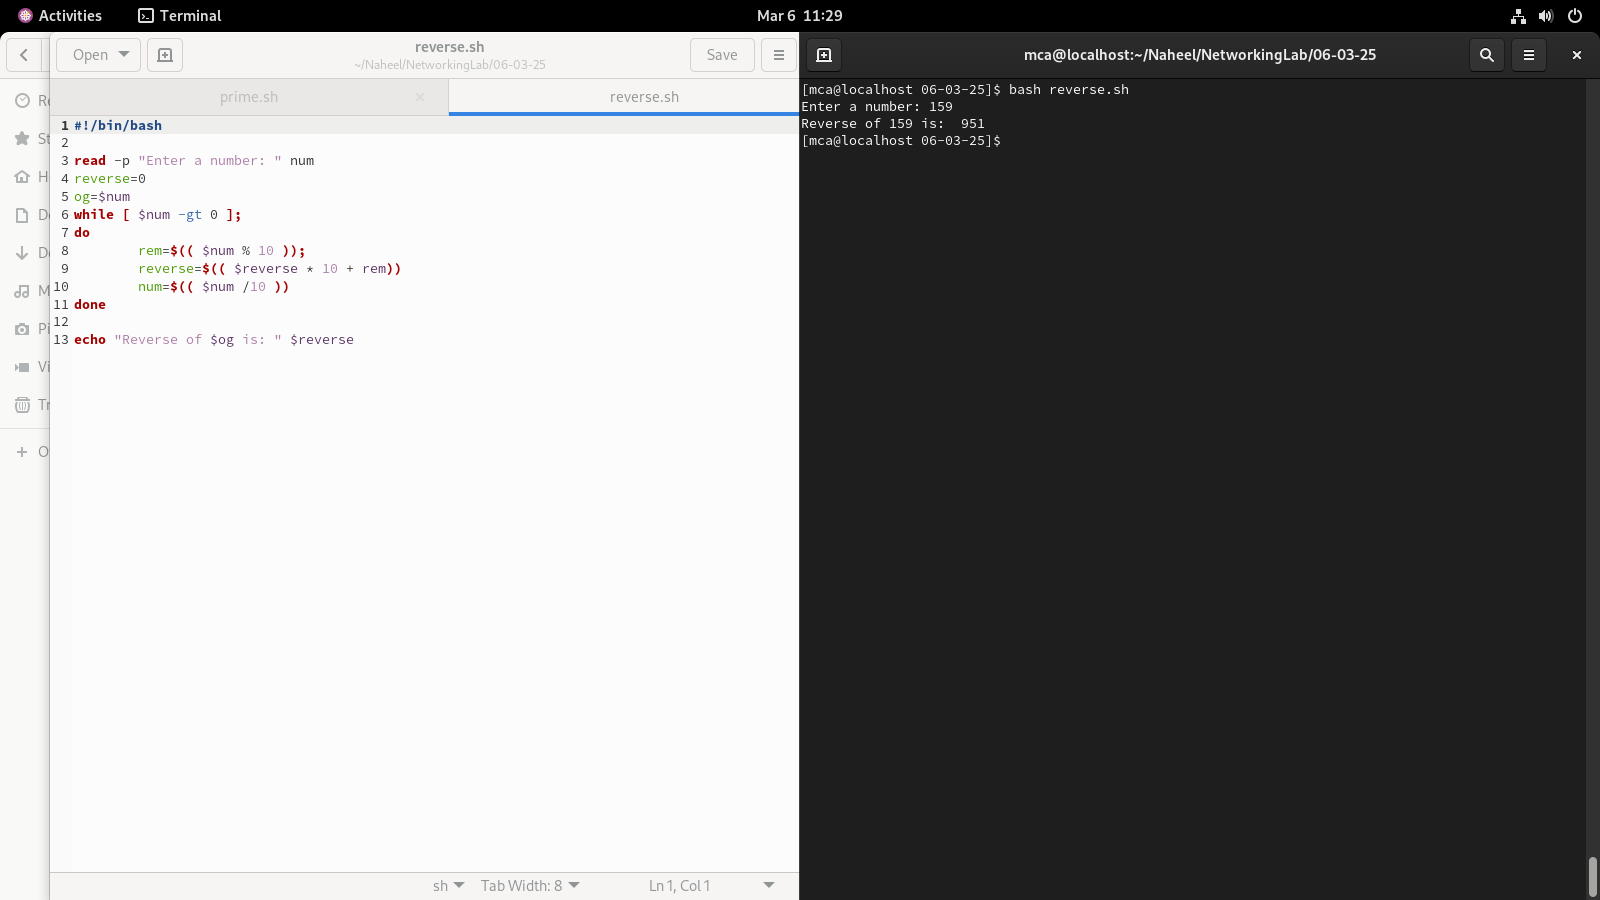 Activities Terminal Mar 6 11:29
Open reverse.sh Save
~/Naheel/NetworkingLab/06-03-25
mca@localhost:~/Naheel/NetworkingLab/06-03-25
prime.sh reverse.sh
1 #!/bin/bash
2
3 read -p "Enter a number: " num
4 reverse=0
5 og=$num
6 while [ $num -gt 0 ];
7 do
8 rem=$(( $num % 10 ));
9 reverse=$(( $reverse * 10 + rem))
10 num=$(( $num /10 ))
11 done
12
13 echo "Reverse of $og is: " $reverse
sh Tab Width: 8 Ln 1, Col 1
[mca@localhost 06-03-25]$ bash reverse.sh
Enter a number: 159
Reverse of 159 is:  951
[mca@localhost 06-03-25]$